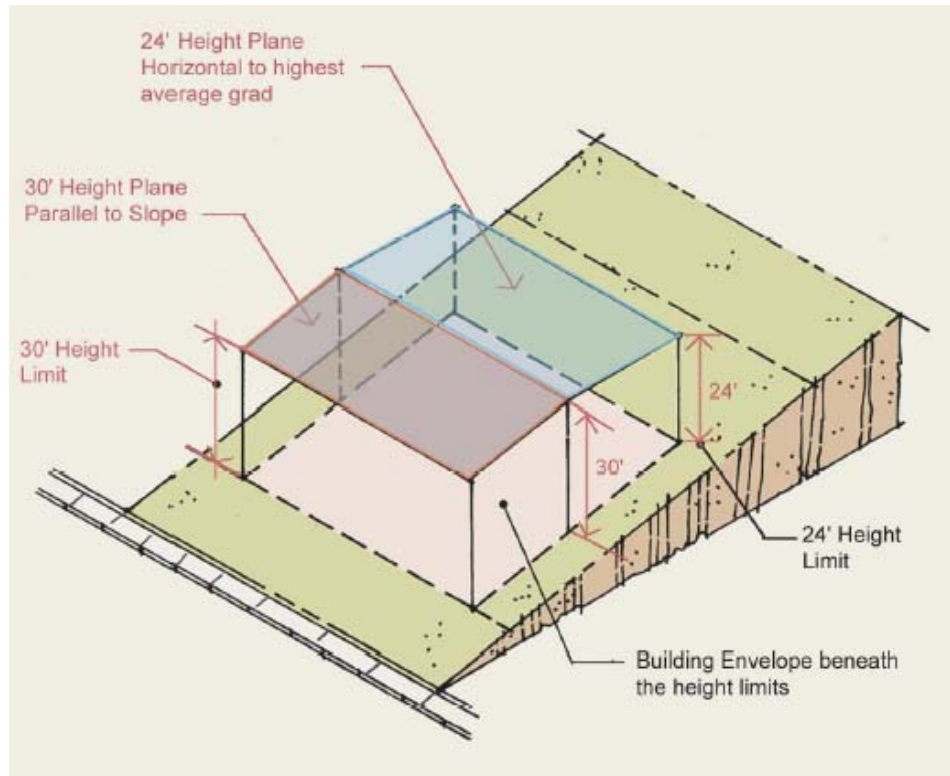 24' Height Plane
Horizontal to highest
average grad
30' Height Plane
Parallel to Slope
30' Height
Limit
24'
30'
24' Height
Limit
Building Envelope beneath
the height limits